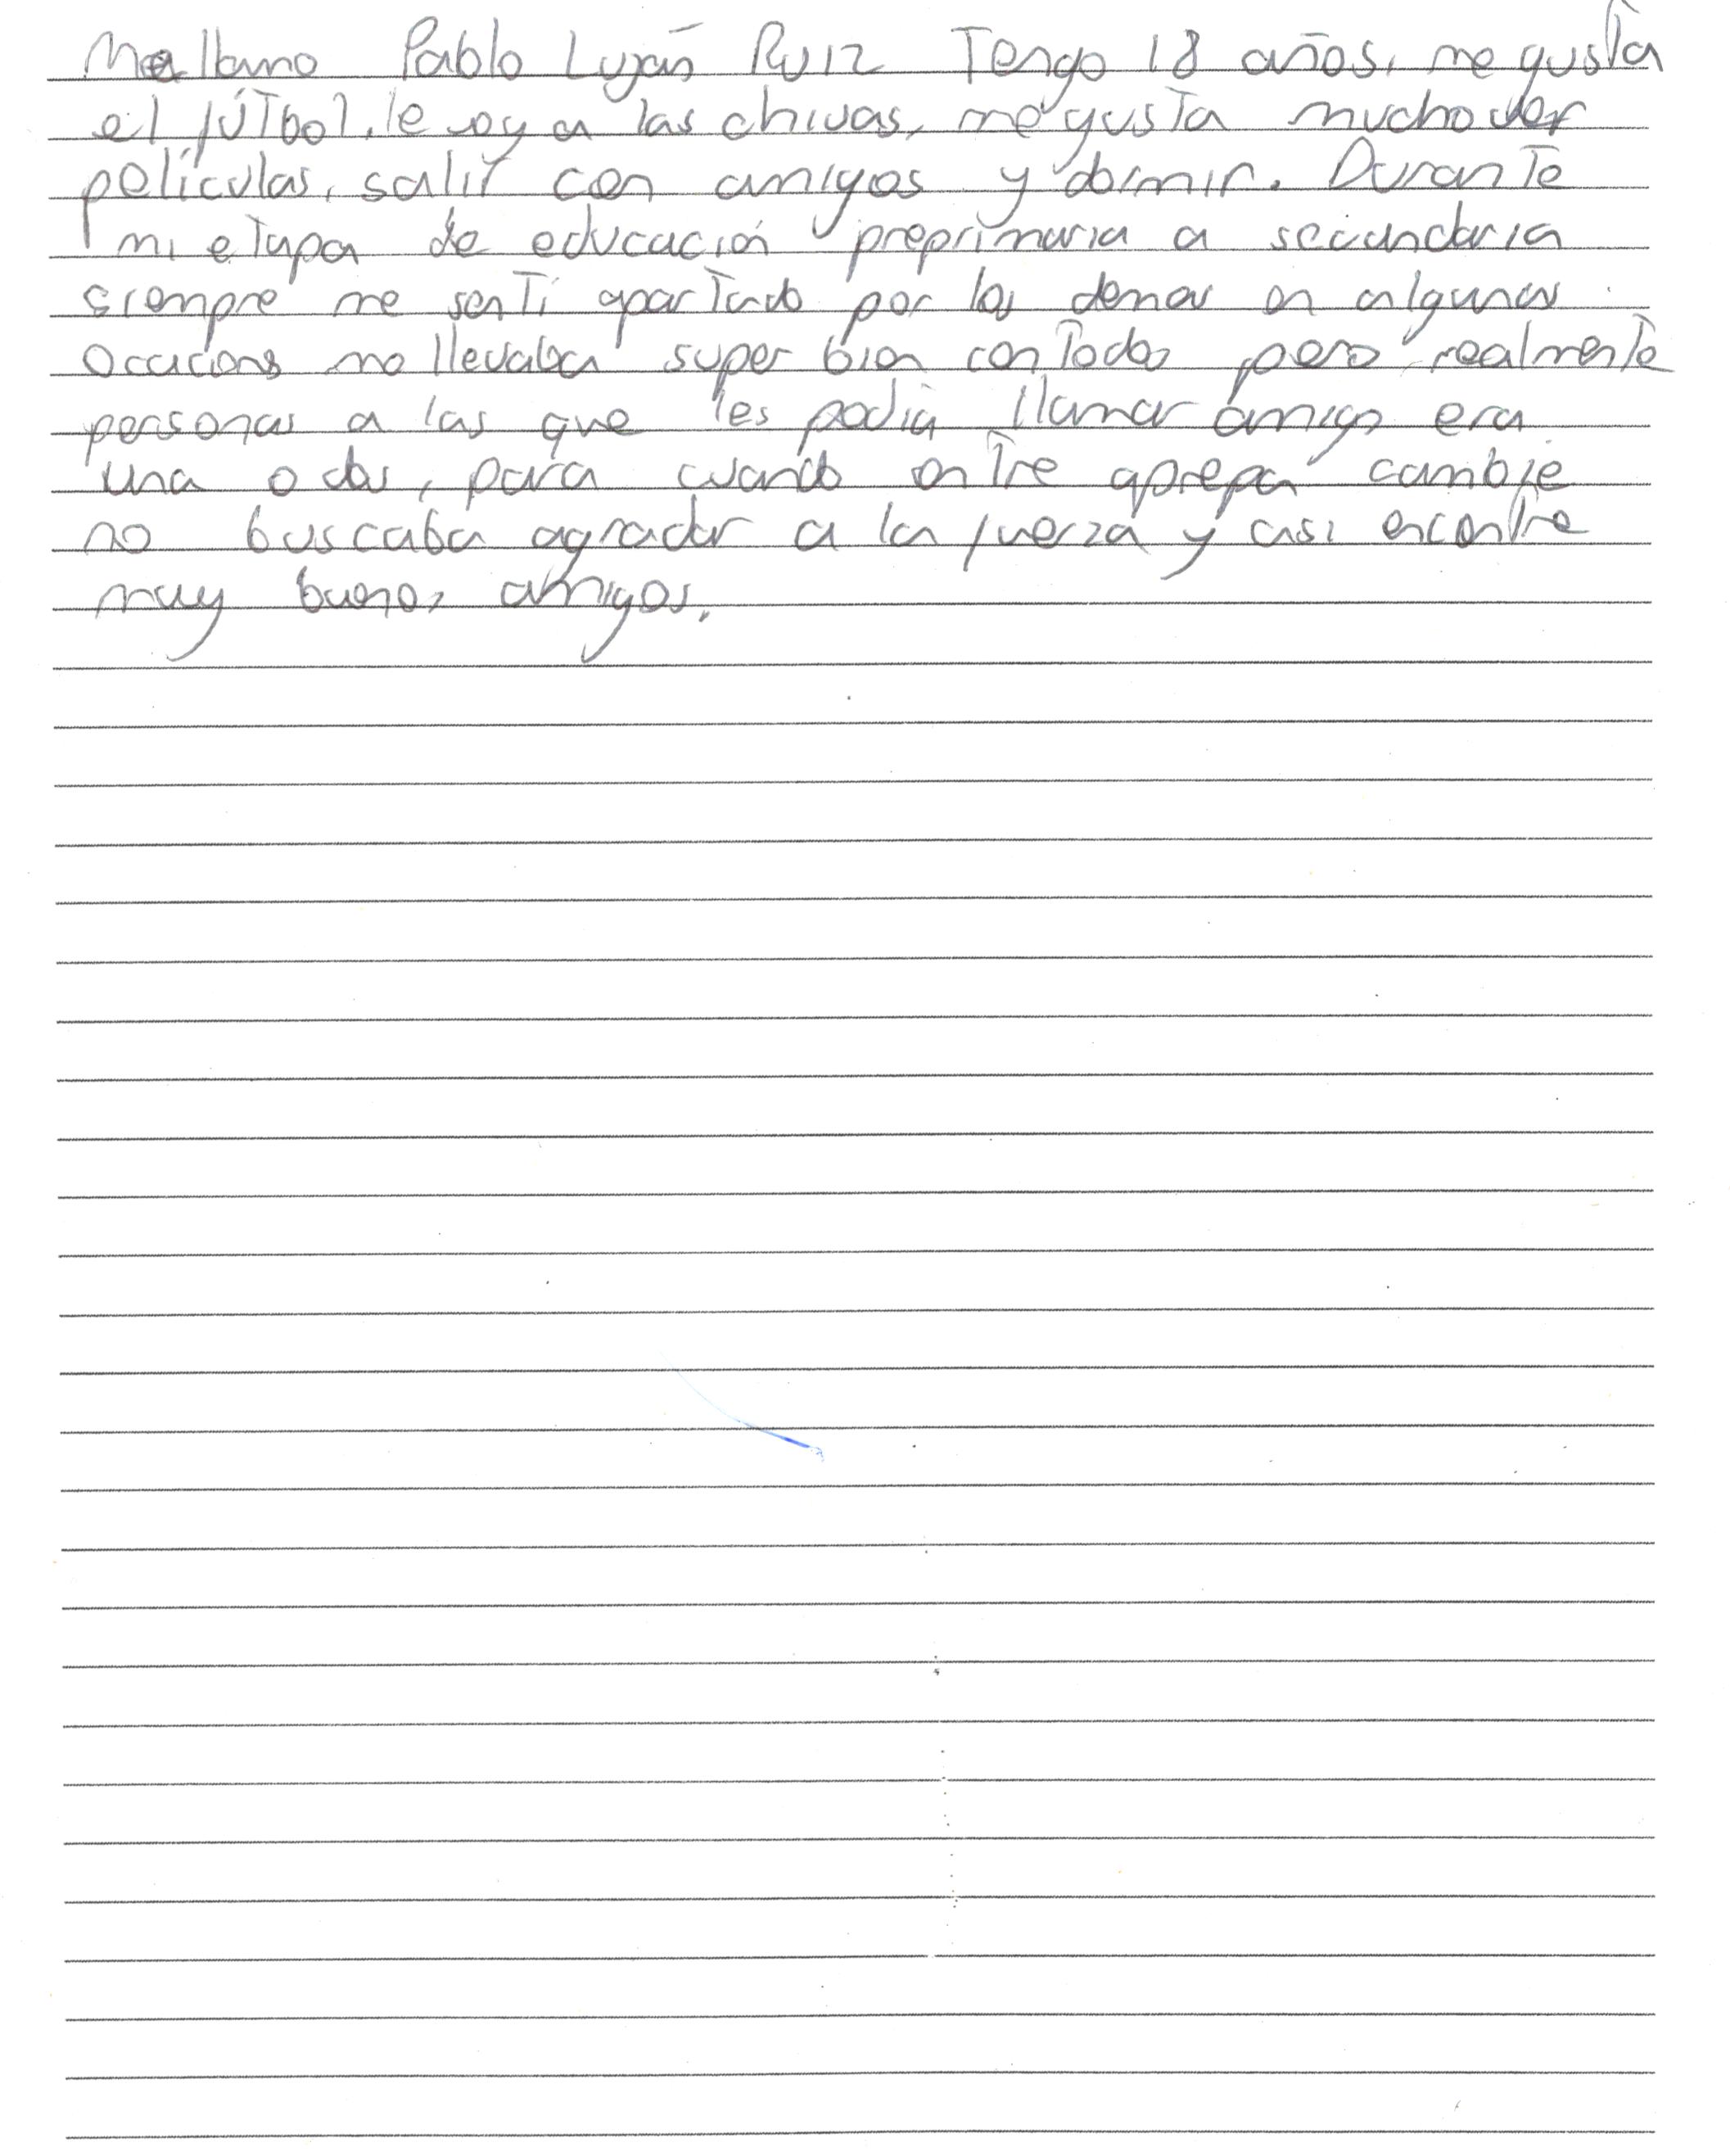 Me llamo Pablo Luján Ruiz Tengo 18 años, me gusta
el fútbol, le voy a las chivas, me gusta mucho ver
películas, salir con amigos y dormir. Durante
mi etapa de educación preprimaria a secundaria
siempre me sentí apartado por los demas en algunas
ocacions me llevaba super bien con Todos pero realmente
personas a las que les podia llamar amigo era
una o dos, para cuando entre a prepa cambie
no buscaba agradar a la fuerza y asi encontre
muy buenos amigos.